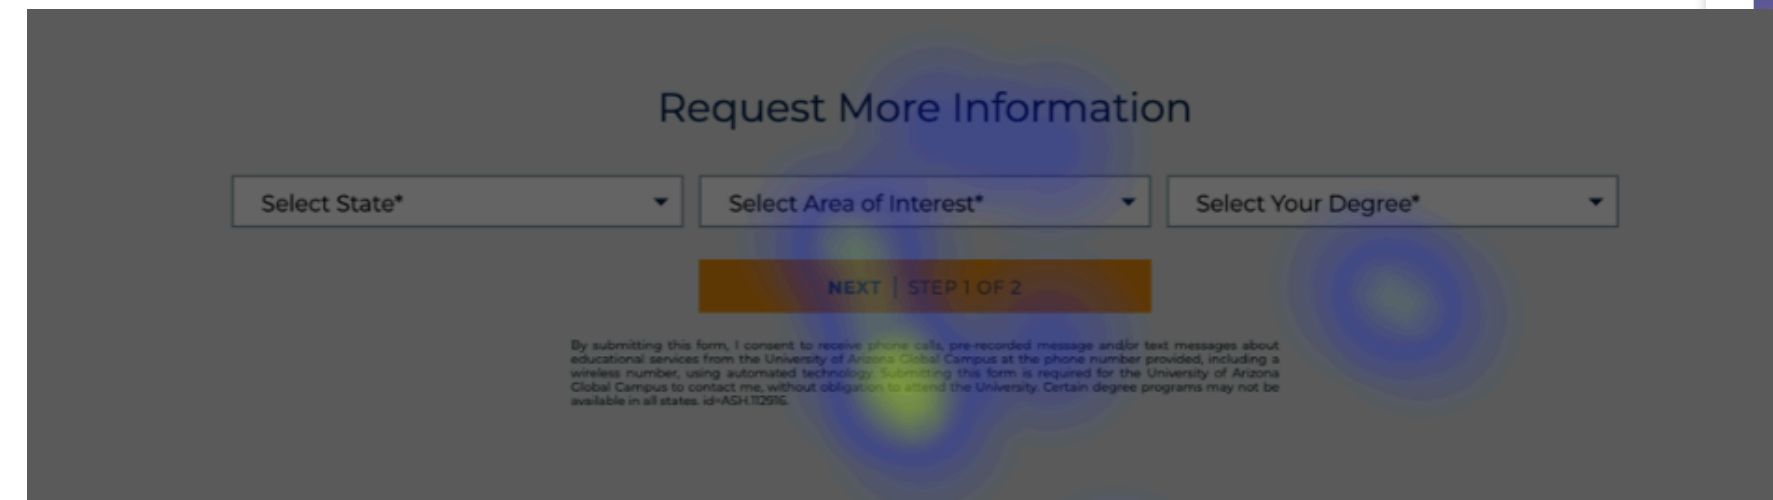 Request More Information
Select State*
Select Area of Interest*
Select Your Degree*
NEXT | STEP 1 OF 2
By submitting this form, I consent to receive phone calls, pre-recorded message and/or text messages about
educational services from the University of Arizona Global Campus at the phone number provided, including a
wireless number, using automated technology. Submitting this form is required for the University of Arizona
Global Campus to contact me, without obligation to attend the University. Certain degree programs may not be
available in all states. id=ASH.112916.